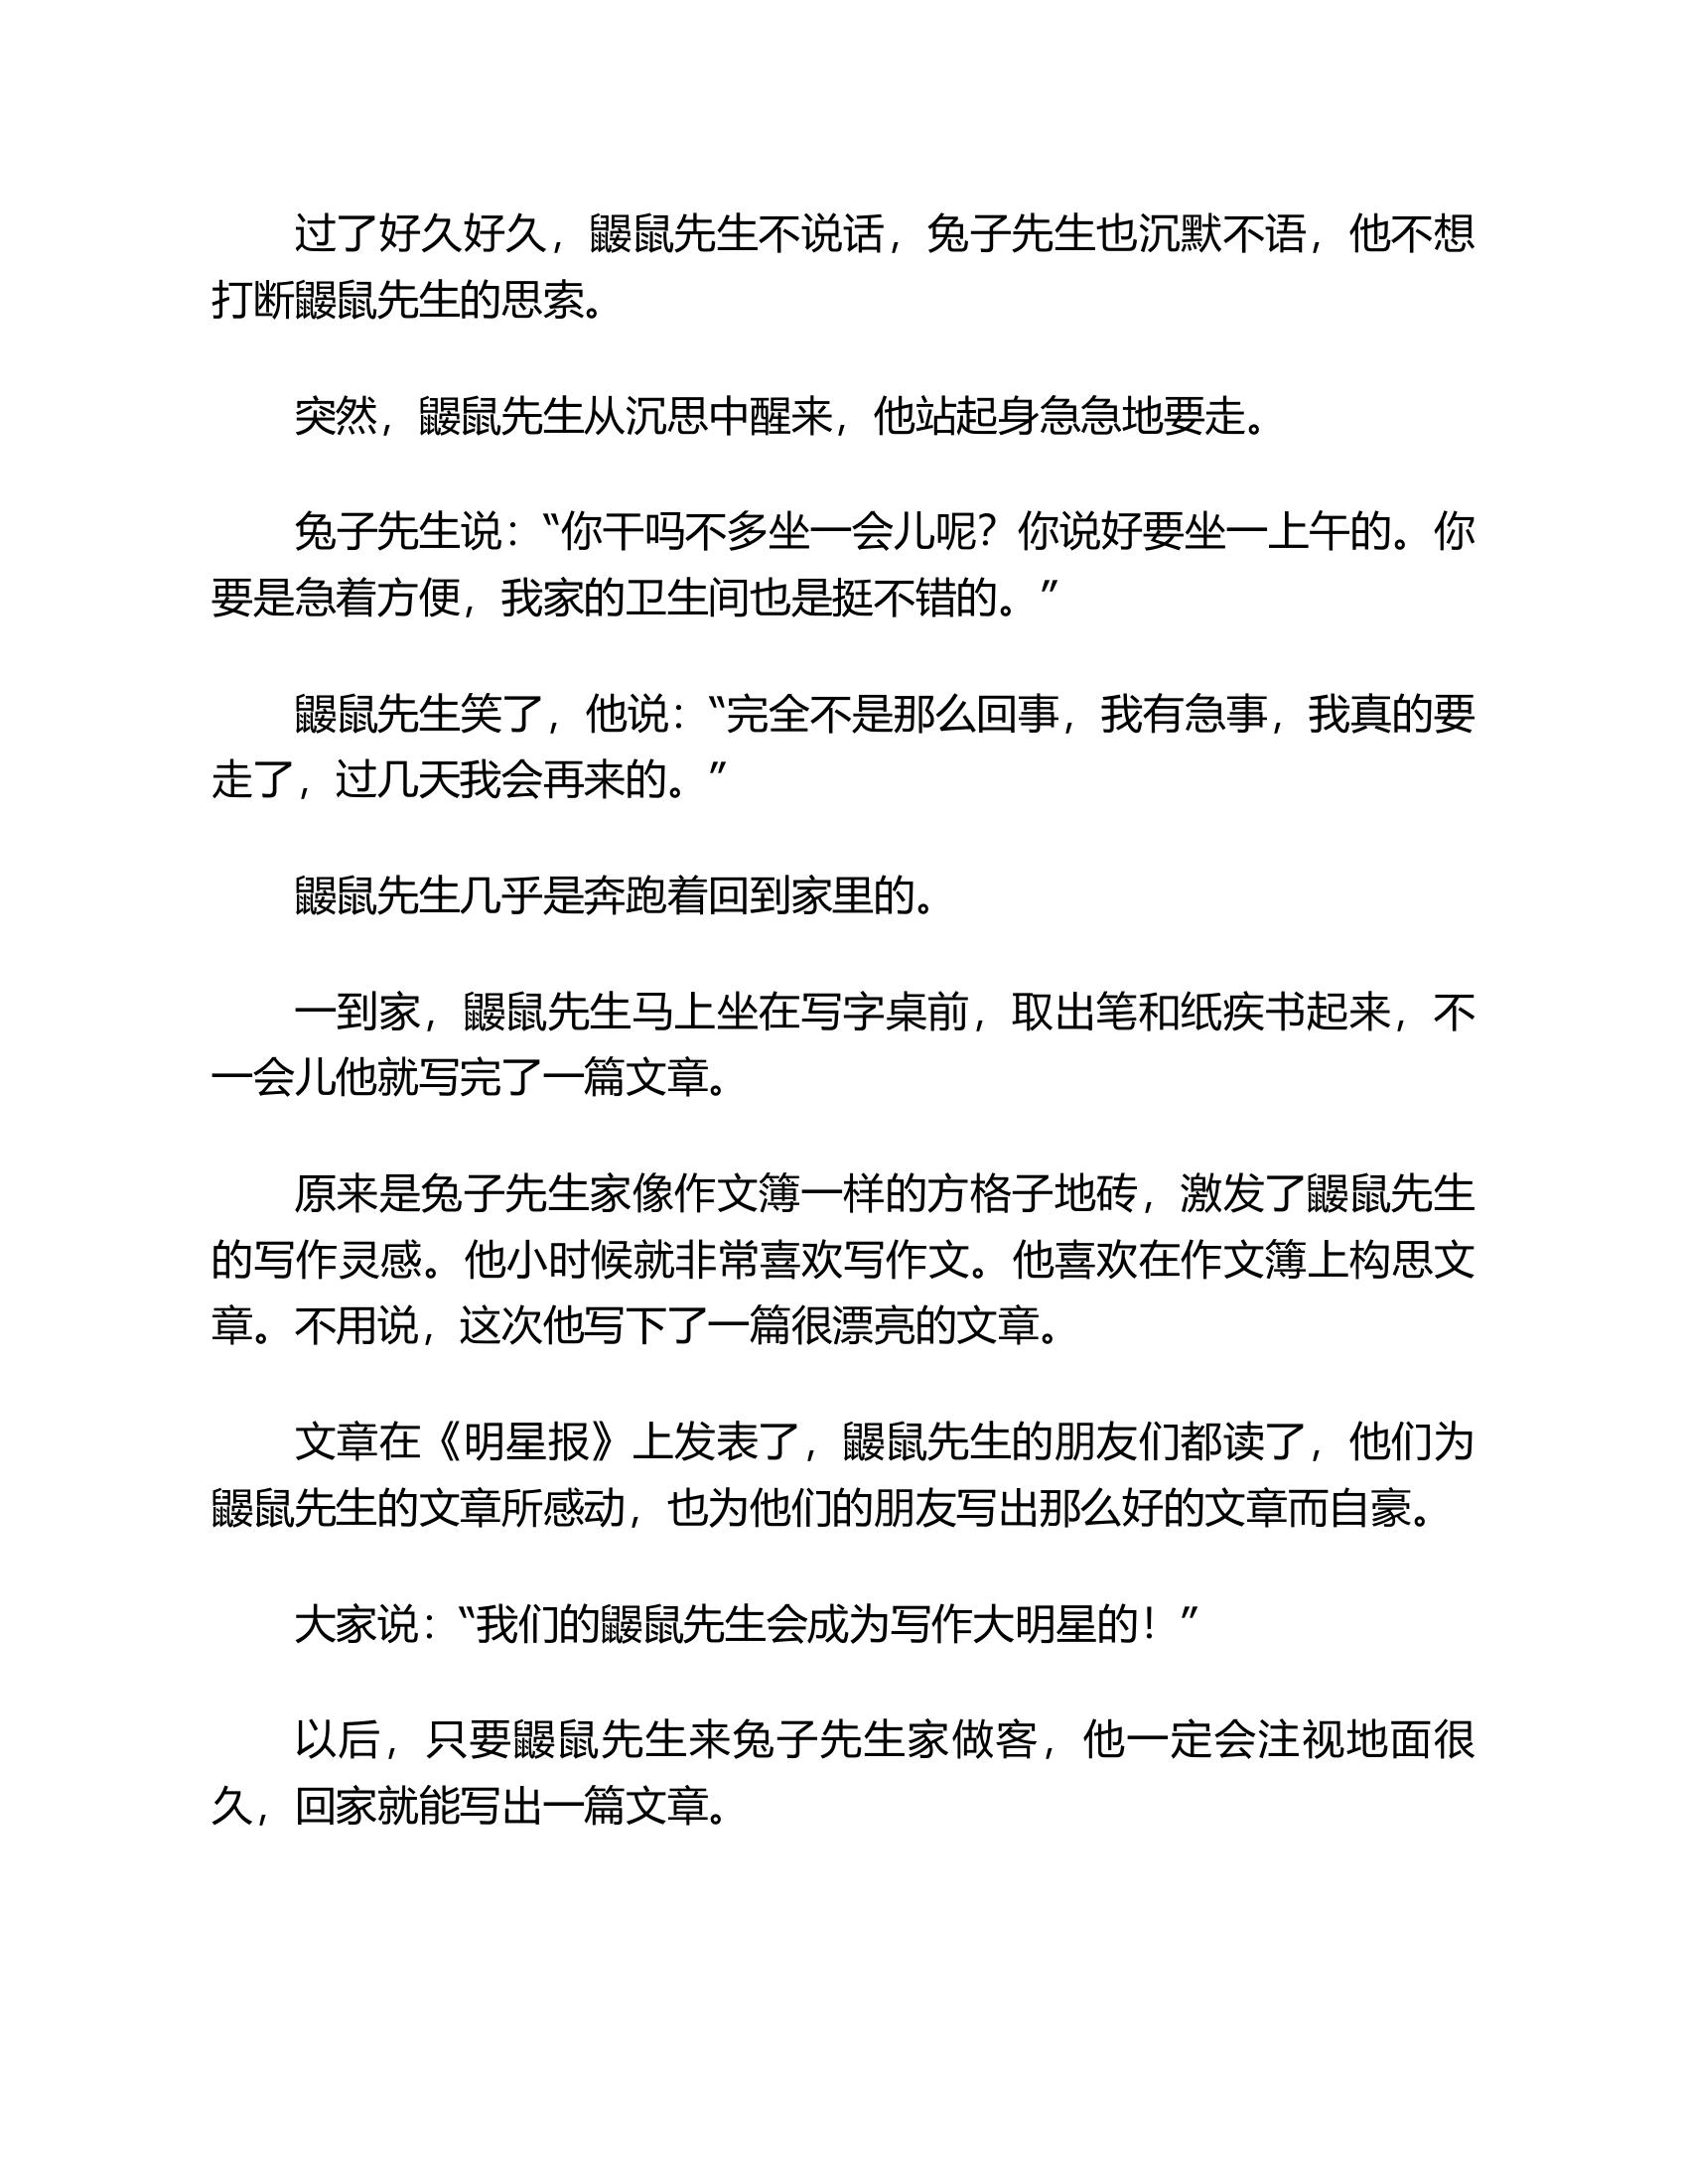 过了好久好久，鼹鼠先生不说话，兔子先生也沉默不语，他不想
打断鼹鼠先生的思索。
突然，鼹鼠先生从沉思中醒来，他站起身急急地要走。
兔子先生说：“你干吗不多坐一会儿呢？你说好要坐一上午的。你
要是急着方便，我家的卫生间也是挺不错的。”
鼹鼠先生笑了，他说：“完全不是那么回事，我有急事，我真的要
走了，过几天我会再来的。”
鼹鼠先生几乎是奔跑着回到家里的。
一到家，鼹鼠先生马上坐在写字桌前，取出笔和纸疾书起来，不
一会儿他就写完了一篇文章。
原来是兔子先生家像作文簿一样的方格子地砖，激发了鼹鼠先生
的写作灵感。他小时候就非常喜欢写作文。他喜欢在作文簿上构思文
章。不用说，这次他写下了一篇很漂亮的文章。
文章在《明星报》上发表了，鼹鼠先生的朋友们都读了，他们为
鼹鼠先生的文章所感动，也为他们的朋友写出那么好的文章而自豪。
大家说：“我们的鼹鼠先生会成为写作大明星的！”
以后，只要鼹鼠先生来兔子先生家做客，他一定会注视地面很
久，回家就能写出一篇文章。